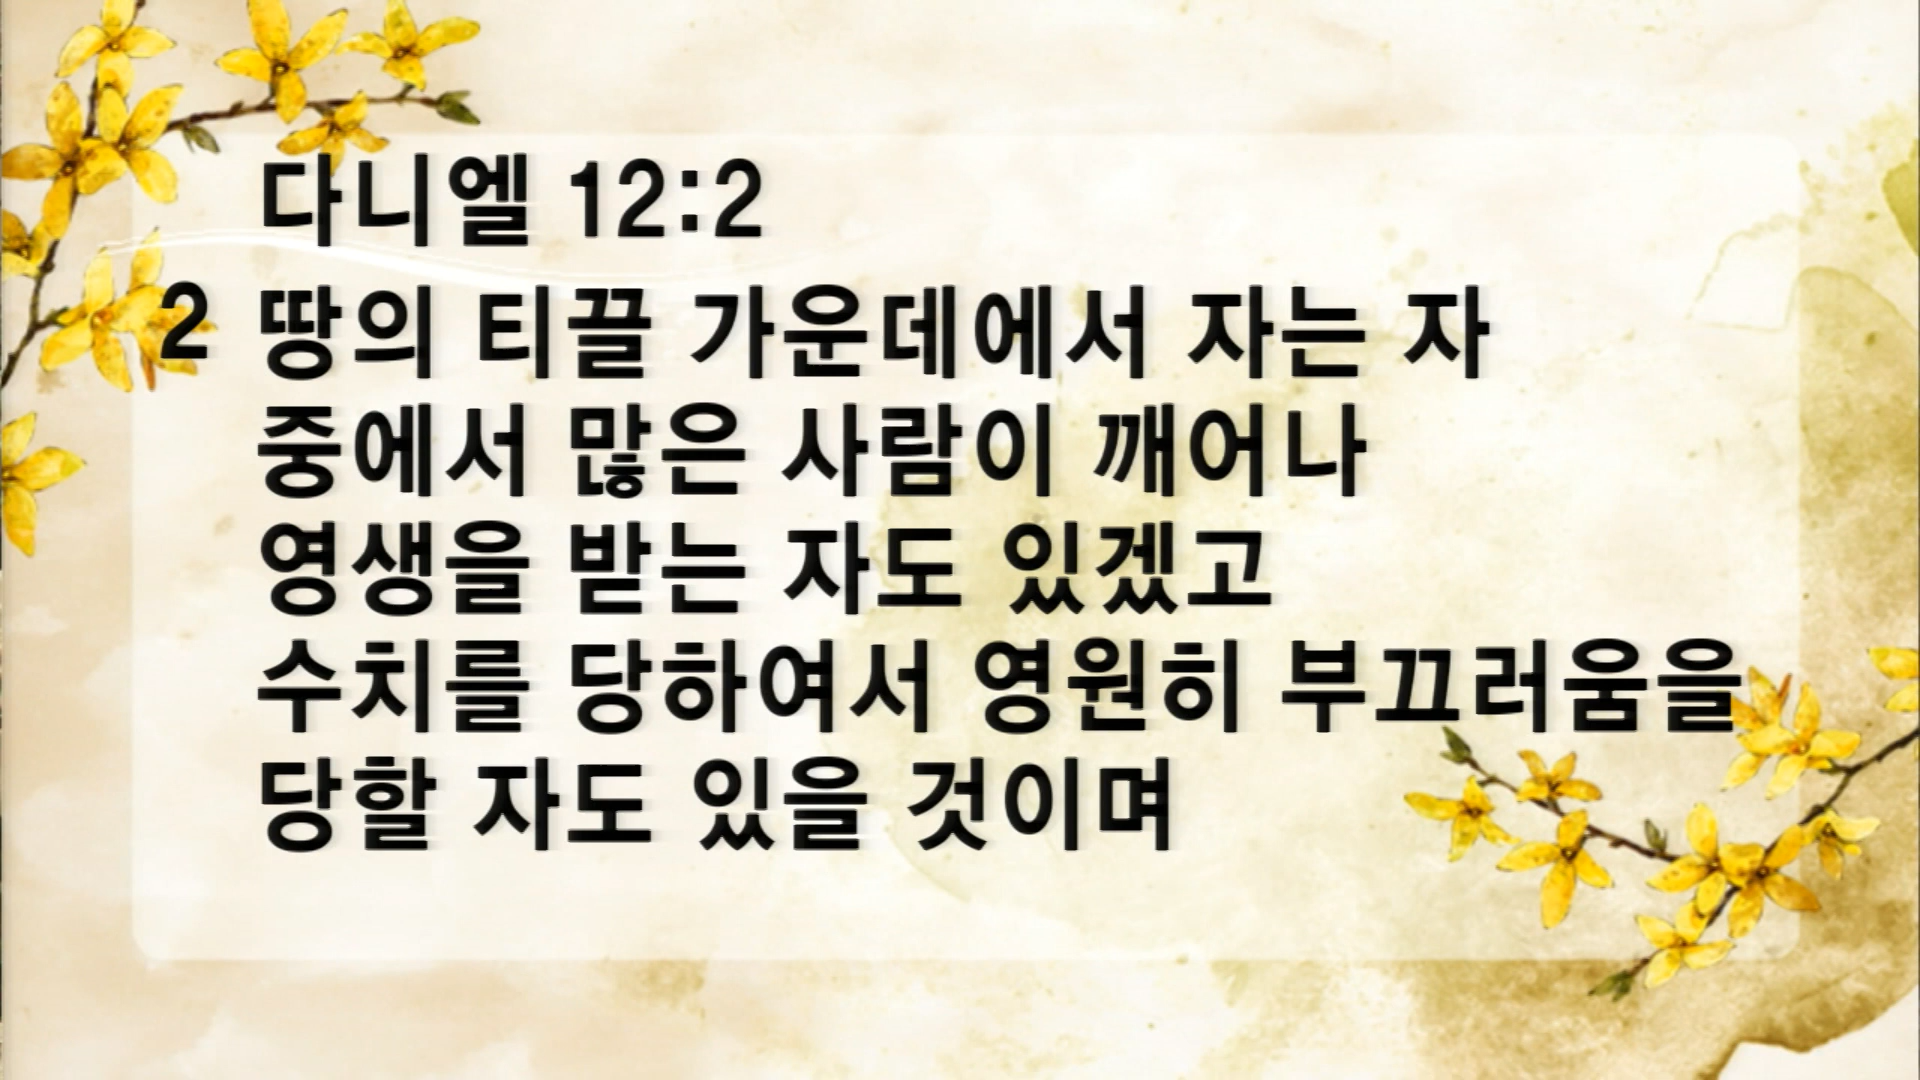 다니엘 12:2
2 땅의 티끌 가운데에서 자는 자
중에서 많은 사람이 깨어나
영생을 받는 자도 있겠고
수치를 당하여서 영원히 부끄러움을
당할 자도 있을 것이며